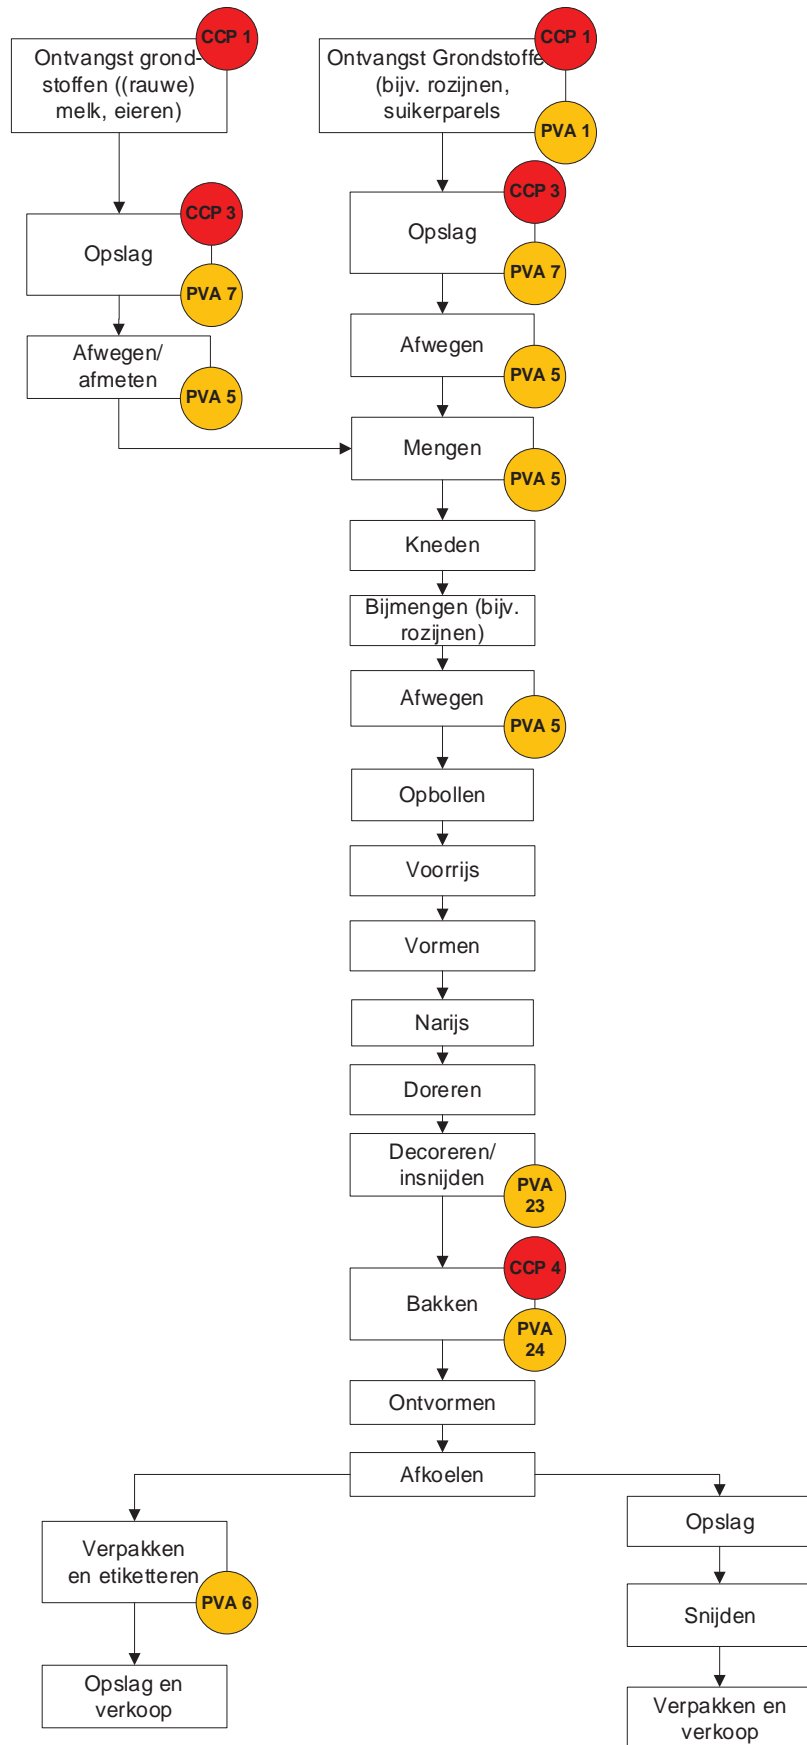 CCP 1
Ontvangst grond-
stoffen ((rauwe)
melk, eieren)
CCP 1
Ontvangst Grondstoffe
(bijv. rozijnen,
suikerparels
PVA 1
CCP 3
Opslag
PVA 7
CCP 3
Opslag
PVA 7
Afwegen/
afmeten
PVA 5
Afwegen
PVA 5
Mengen
PVA 5
Kneden
Bijmengen (bijv.
rozijnen)
Afwegen
PVA 5
Opbollen
Voorrijs
Vormen
Narijs
Doreren
Decoreren/
insnijden
PVA
23
CCP 4
Bakken
PVA
24
Ontvormen
Afkoelen
Verpakken
en etiketteren
PVA 6
Opslag en
verkoop
Opslag
Snijden
Verpakken en
verkoop